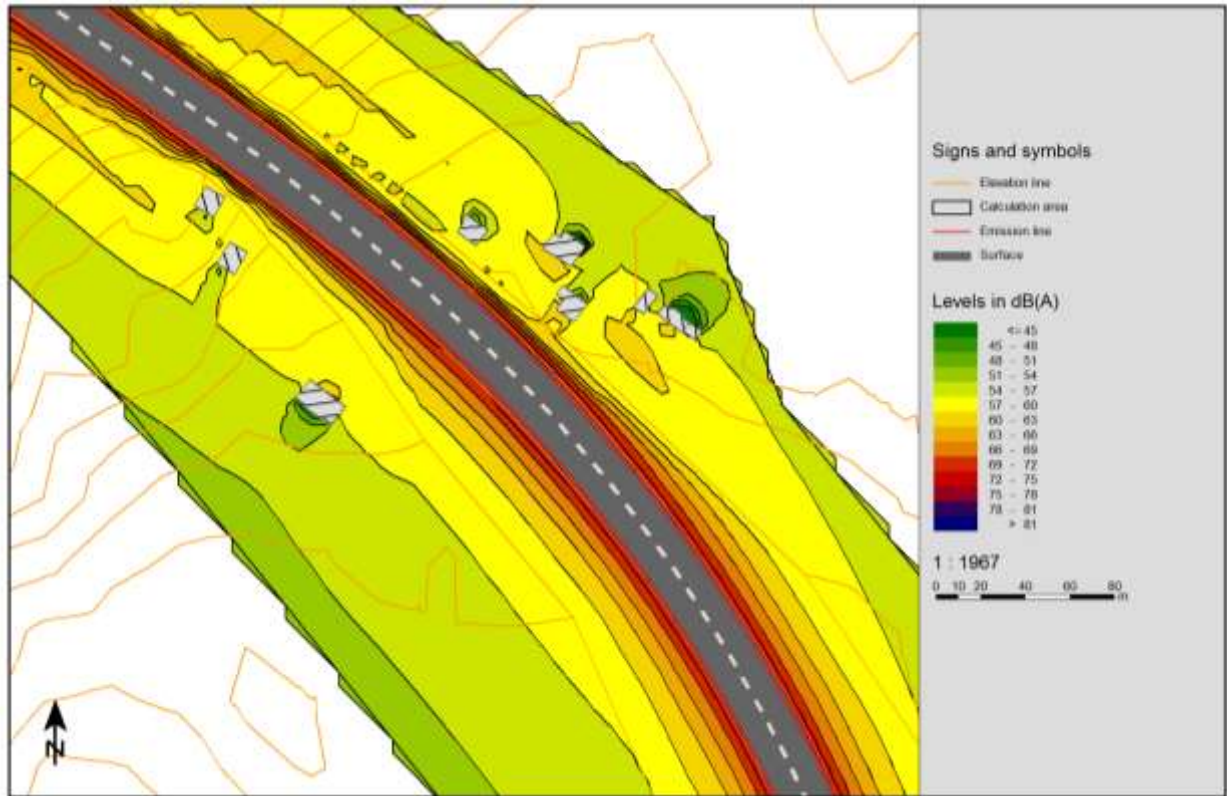 Signs and symbols
Elevation line
Calculation area
Emission line
Surface
Levels in dB(A)
<= 45
45 - 48
48 - 51
51 - 54
54 - 57
57 - 60
60 - 63
63 - 66
66 - 69
69 - 72
72 - 75
75 - 78
78 - 81
> 81
1 : 1967
0 10 20 40 60 80
m
N